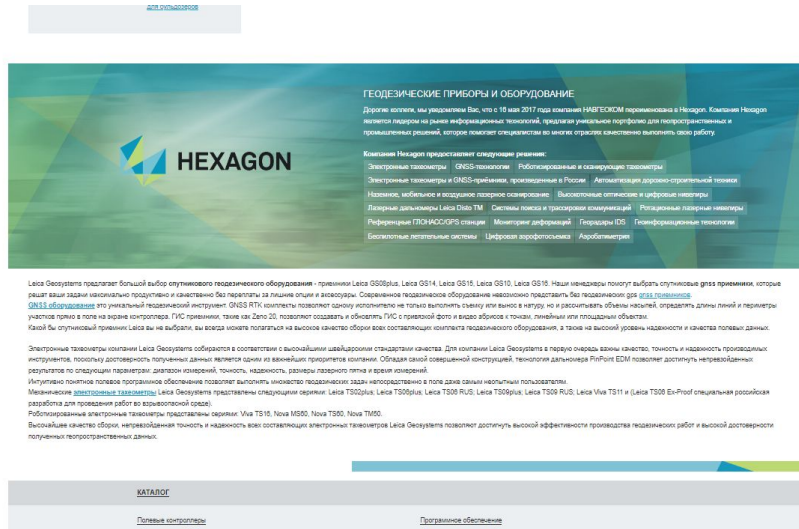 для бульдозеров
ГЕОДЕЗИЧЕСКИЕ ПРИБОРЫ И ОБОРУДОВАНИЕ
Дорогие коллеги, мы уведомляем Вас, что с 16 мая 2017 года компания НАВГЕОКОМ переименована в Hexagon. Компания Hexagon
является лидером на рынке информационных технологий, предлагая уникальное портфолио для геопространственных и
промышленных решений, которое помогает специалистам во многих отраслях качественно выполнять свою работу.
HEXAGON
Компания Hexagon предоставляет следующие решения:
Электронные тахеометры GNSS-технологии Роботизированные и сканирующие тахеометры
Электронные тахеометры и GNSS-приёмники, произведенные в России Автоматизация дорожно-строительной техники
Наземное, мобильное и воздушное лазерное сканирование Высокоточные оптические и цифровые нивелиры
Лазерные дальномеры Leica Disto TM Системы поиска и трассировки коммуникаций Ротационные лазерные нивелиры
Референцные ГЛОНАСС/GPS станции Мониторинг деформаций Георадары IDS Геоинформационные технологии
Беспилотные летательные системы Цифровая аэрофотосъемка Аэробатиметрия
Leica Geosystems предлагает большой выбор спутникового геодезического оборудования - приемники Leica GS08plus, Leica GS14, Leica GS15, Leica GS10, Leica GS16. Наши менеджеры помогут выбрать спутниковые gnss приемники, которые
решат ваши задачи максимально продуктивно и качественно без переплаты за лишние опции и аксессуары. Современное геодезическое оборудование невозможно представить без геодезических gps gnss приемников.
GNSS оборудование это уникальный геодезический инструмент. GNSS RTK комплекты позволяют одному исполнителю не только выполнять съемку или вынос в натуру, но и рассчитывать объемы насыпей, определять длины линий и периметры
участков прямо в поле на экране контроллера. ГИС приемники, такие как Zeno 20, позволяют создавать и обновлять ГИС с привязкой фото и видео абрисов к точкам, линейным или площадным объектам.
Какой бы спутниковый приемник Leica вы не выбрали, вы всегда можете полагаться на высокое качество сборки всех составляющих комплекта геодезического оборудования, а также на высокий уровень надежности и качества полевых данных.
Электронные тахеометры компании Leica Geosystems собираются в соответствии с высочайшими швейцарскими стандартами качества. Для компании Leica Geosystems в первую очередь важны качество, точность и надежность производимых
инструментов, поскольку достоверность полученных данных является одним из важнейших приоритетов компании. Обладая самой совершенной конструкцией, технология дальномера PinPoint EDM позволяет достигнуть непревзойденных
результатов по следующим параметрам: диапазон измерений, точность, надежность, размеры лазерного пятна и время измерений.
Интуитивно понятное полевое программное обеспечение позволяет выполнять множество геодезических задач непосредственно в поле даже самым неопытным пользователям.
Механические электронные тахеометры Leica Geosystems представлены следующими сериями: Leica TS02plus; Leica TS06plus; Leica TS06 RUS; Leica TS09plus; Leica TS09 RUS; Leica Viva TS11 и (Leica TS06 Ex-Proof специальная российская
разработка для проведения работ во взрывоопасной среде).
Роботизированные электронные тахеометры представлены сериями: Viva TS16, Nova MS60, Nova TS60, Nova TM60.
Высочайшее качество сборки, непревзойденная точность и надежность всех составляющих электронных тахеометров Leica Geosystems позволяют достигнуть высокой эффективности производства геодезических работ и высокой достоверности
полученных геопространственных данных.
КАТАЛОГ
Полевые контроллеры Программное обеспечение